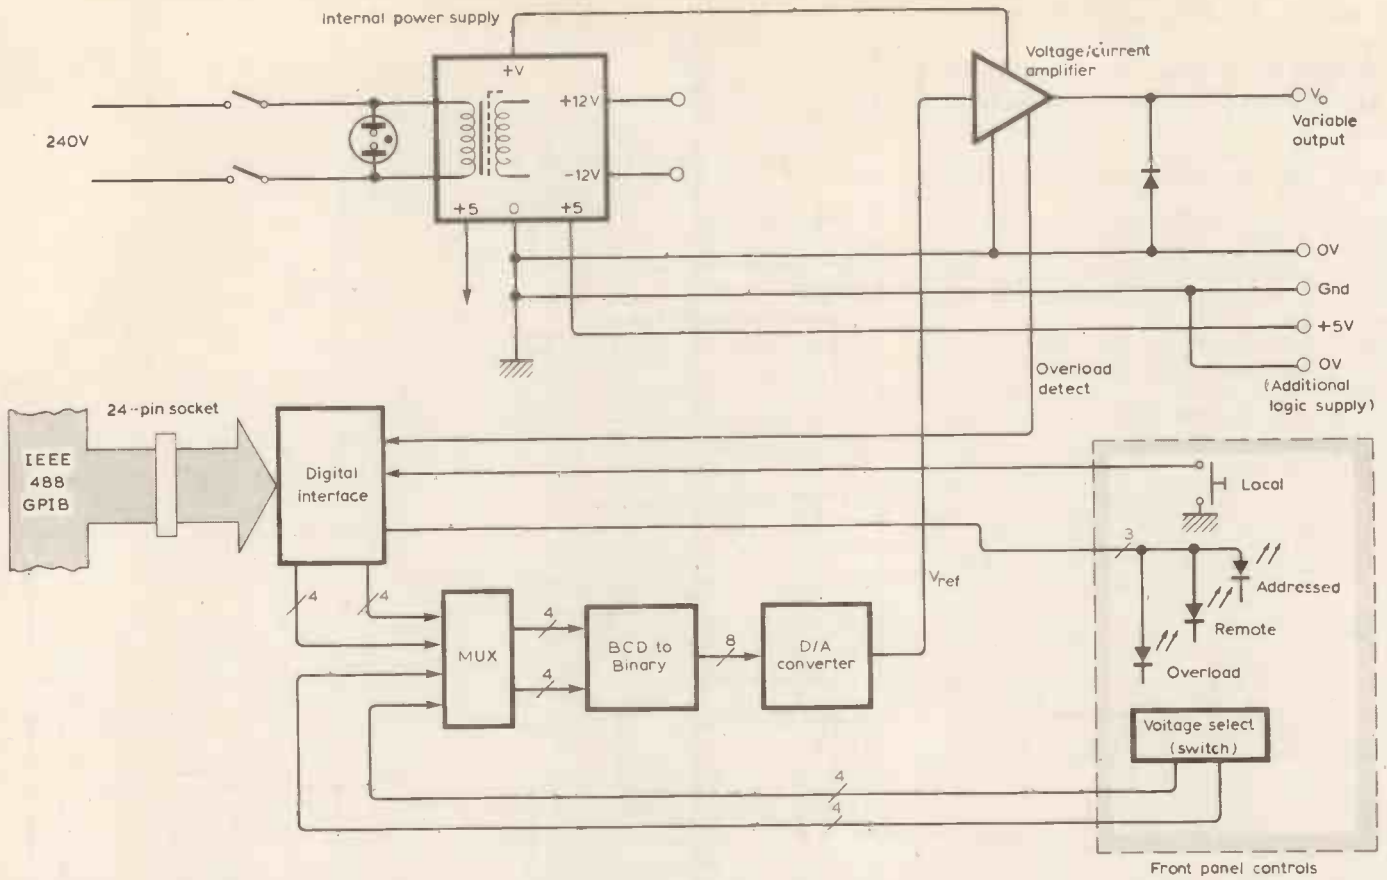 Internal power supply
+V
+12V
-12V
+5
0
+5
240V
Voltage/current
amplifier
Vo
Variable
output
0V
Gnd
+5V
0V
(Additional
logic supply)
Overload
detect
24-pin socket
IEEE
488
GPIB
Digital
interface
Local
3
Addressed
Remote
Overload
4
4
MUX
4
4
BCD to
Binary
8
D/A
converter
Vref
Voltage select
(switch)
4
4
Front panel controls